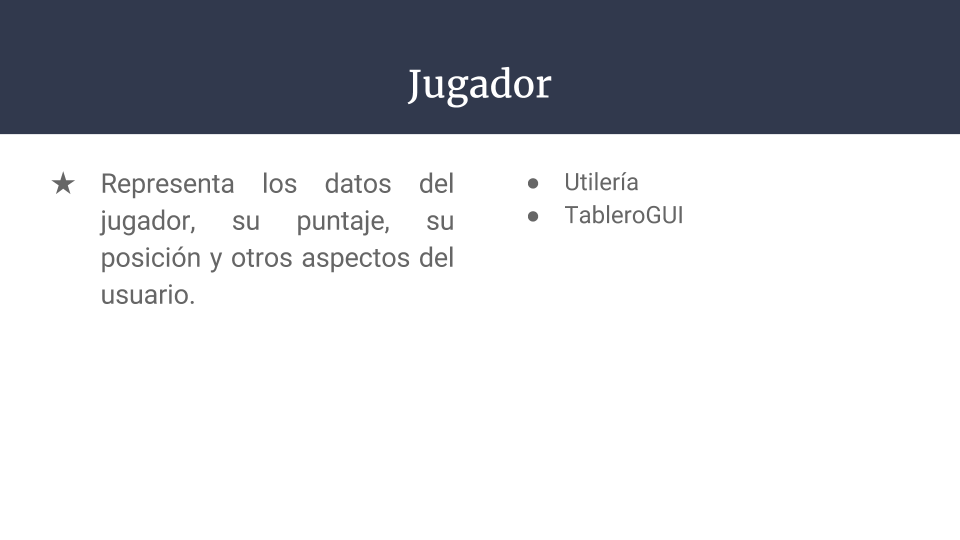 Jugador
★ Representa los datos del
jugador, su puntaje, su
posición y otros aspectos del
usuario.
● Utilería
● TableroGUI